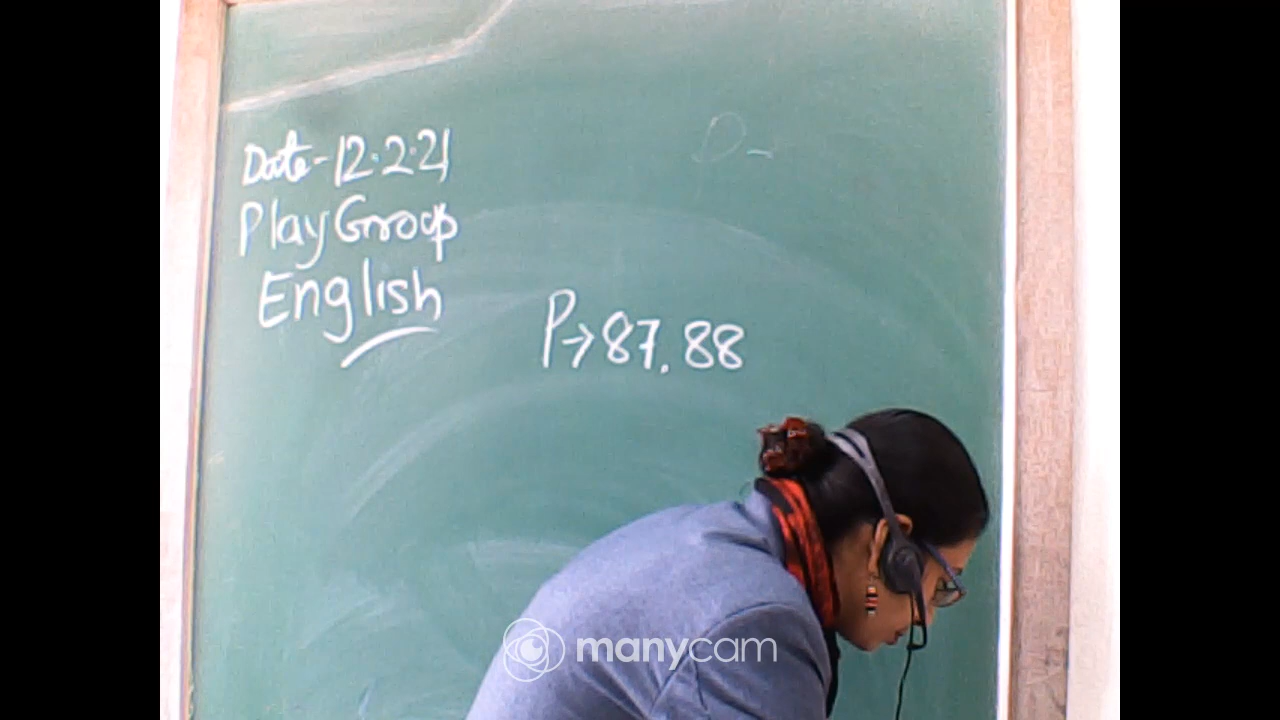 Date-12.2.21
Play Group
English
P→87.88
D-
manycam